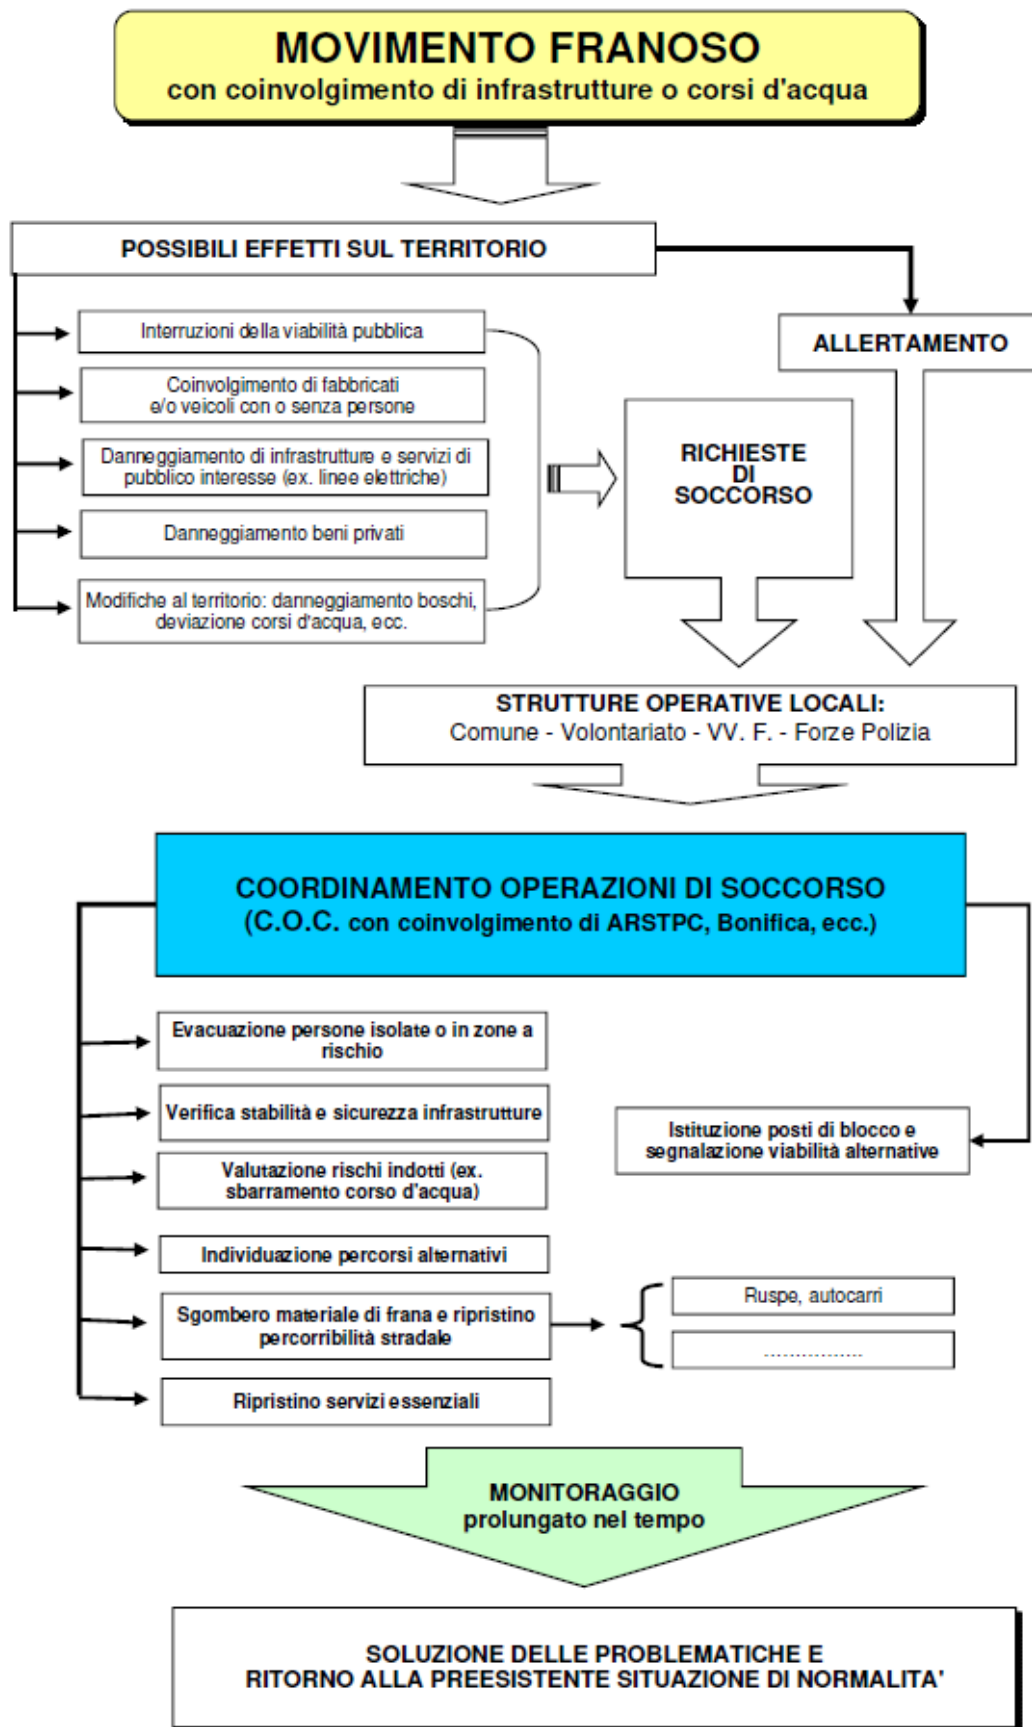 MOVIMENTO FRANOSO
con coinvolgimento di infrastrutture o corsi d'acqua
POSSIBILI EFFETTI SUL TERRITORIO
Interruzioni della viabilità pubblica
Coinvolgimento di fabbricati
e/o veicoli con o senza persone
Danneggiamento di infrastrutture e servizi di
pubblico interesse (ex. linee elettriche)
Danneggiamento beni privati
Modifiche al territorio: danneggiamento boschi,
deviazione corsi d'acqua, ecc.
ALLERTAMENTO
RICHIESTE
DI
SOCCORSO
STRUTTURE OPERATIVE LOCALI:
Comune - Volontariato - VV. F. - Forze Polizia
COORDINAMENTO OPERAZIONI DI SOCCORSO
(C.O.C. con coinvolgimento di ARSTPC, Bonifica, ecc.)
Evacuazione persone isolate o in zone a
rischio
Verifica stabilità e sicurezza infrastrutture
Valutazione rischi indotti (ex.
sbarramento corso d'acqua)
Individuazione percorsi alternativi
Sgombero materiale di frana e ripristino
percorribilità stradale
Ripristino servizi essenziali
Istituzione posti di blocco e
segnalazione viabilità alternative
Ruspe, autocarri
................
MONITORAGGIO
prolungato nel tempo
SOLUZIONE DELLE PROBLEMATICHE E
RITORNO ALLA PREESISTENTE SITUAZIONE DI NORMALITA'